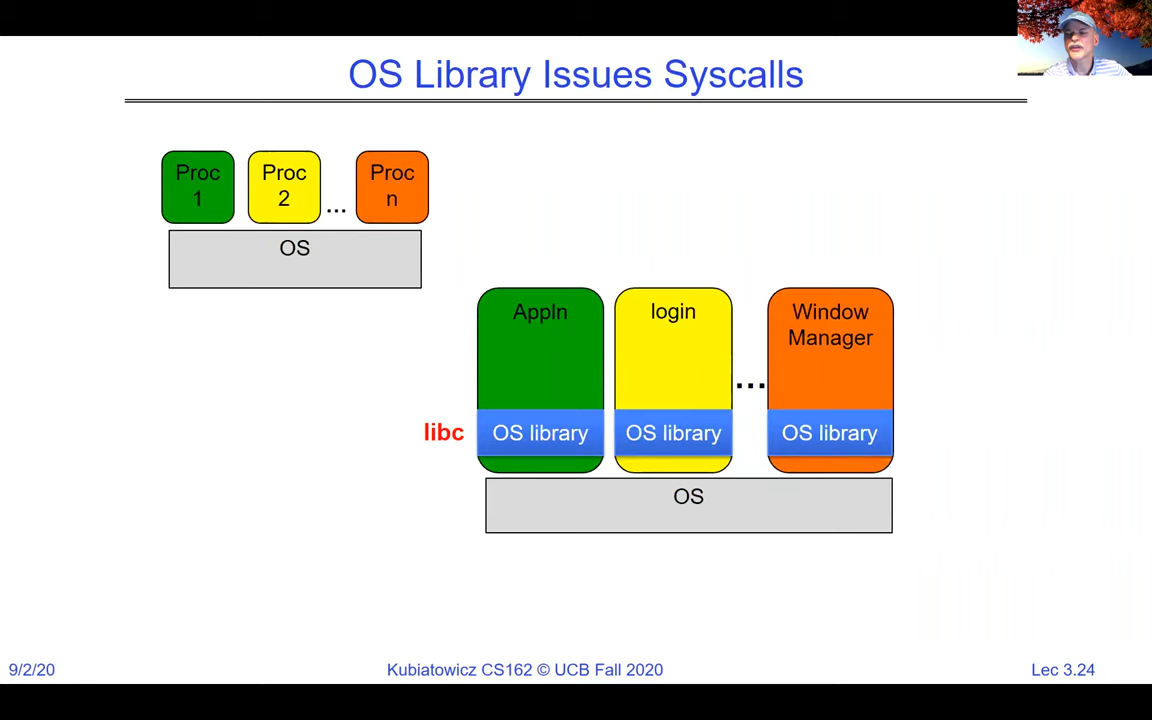 OS Library Issues Syscalls
Proc
1
Proc
2
...
Proc
n
OS
Appln
login
...
Window
Manager
libc
OS library
OS library
OS library
OS
9/2/20
Kubiatowicz CS162 © UCB Fall 2020
Lec 3.24